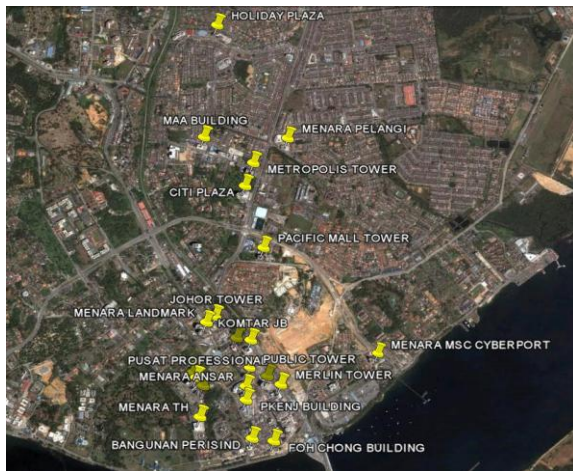 HOLIDAY PLAZA
MAA BUILDING
MENARA PELANGI
METROPOLIS TOWER
CITI PLAZA
PACIFIC MALL TOWER
JOHOR TOWER
MENARA LANDMARK
KOMTAR JB
MENARA MSC CYBERPORT
PUSAT PROFESSIONAL
PUBLIC TOWER
MENARA ANSAR
MERLIN TOWER
PKENJ BUILDING
MENARA TH
BANGUNAN PERISIND
FOH CHONG BUILDING